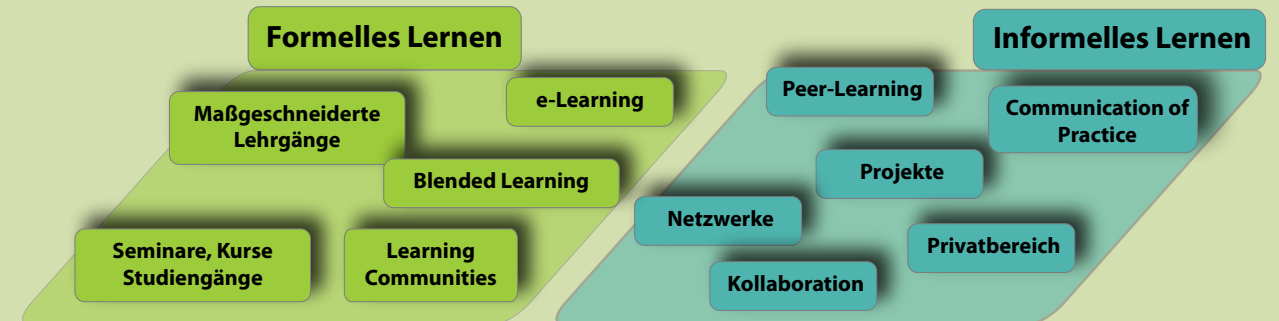 Formelles Lernen
Maßgeschneiderte
Lehrgänge
e-Learning
Blended Learning
Seminare, Kurse
Studiengänge
Learning
Communities
Informelles Lernen
Peer-Learning
Communication of
Practice
Projekte
Netzwerke
Privatbereich
Kollaboration